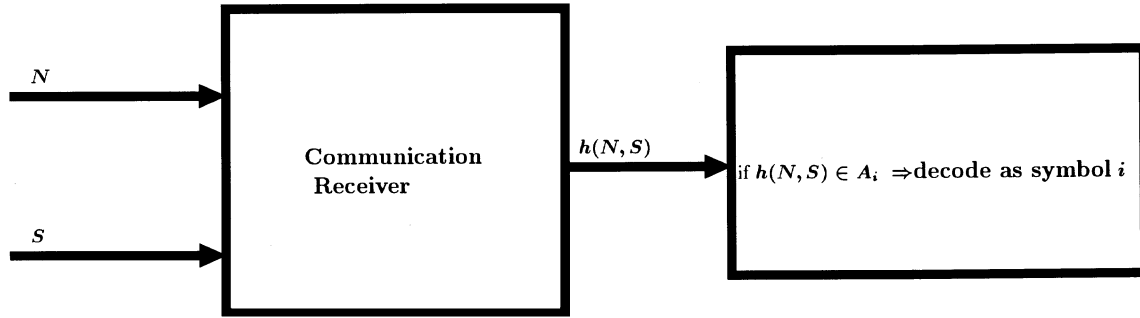 N
S
Communication
Receiver
h(N, S)
if h(N, S) ∈ A_i ⇒decode as symbol i